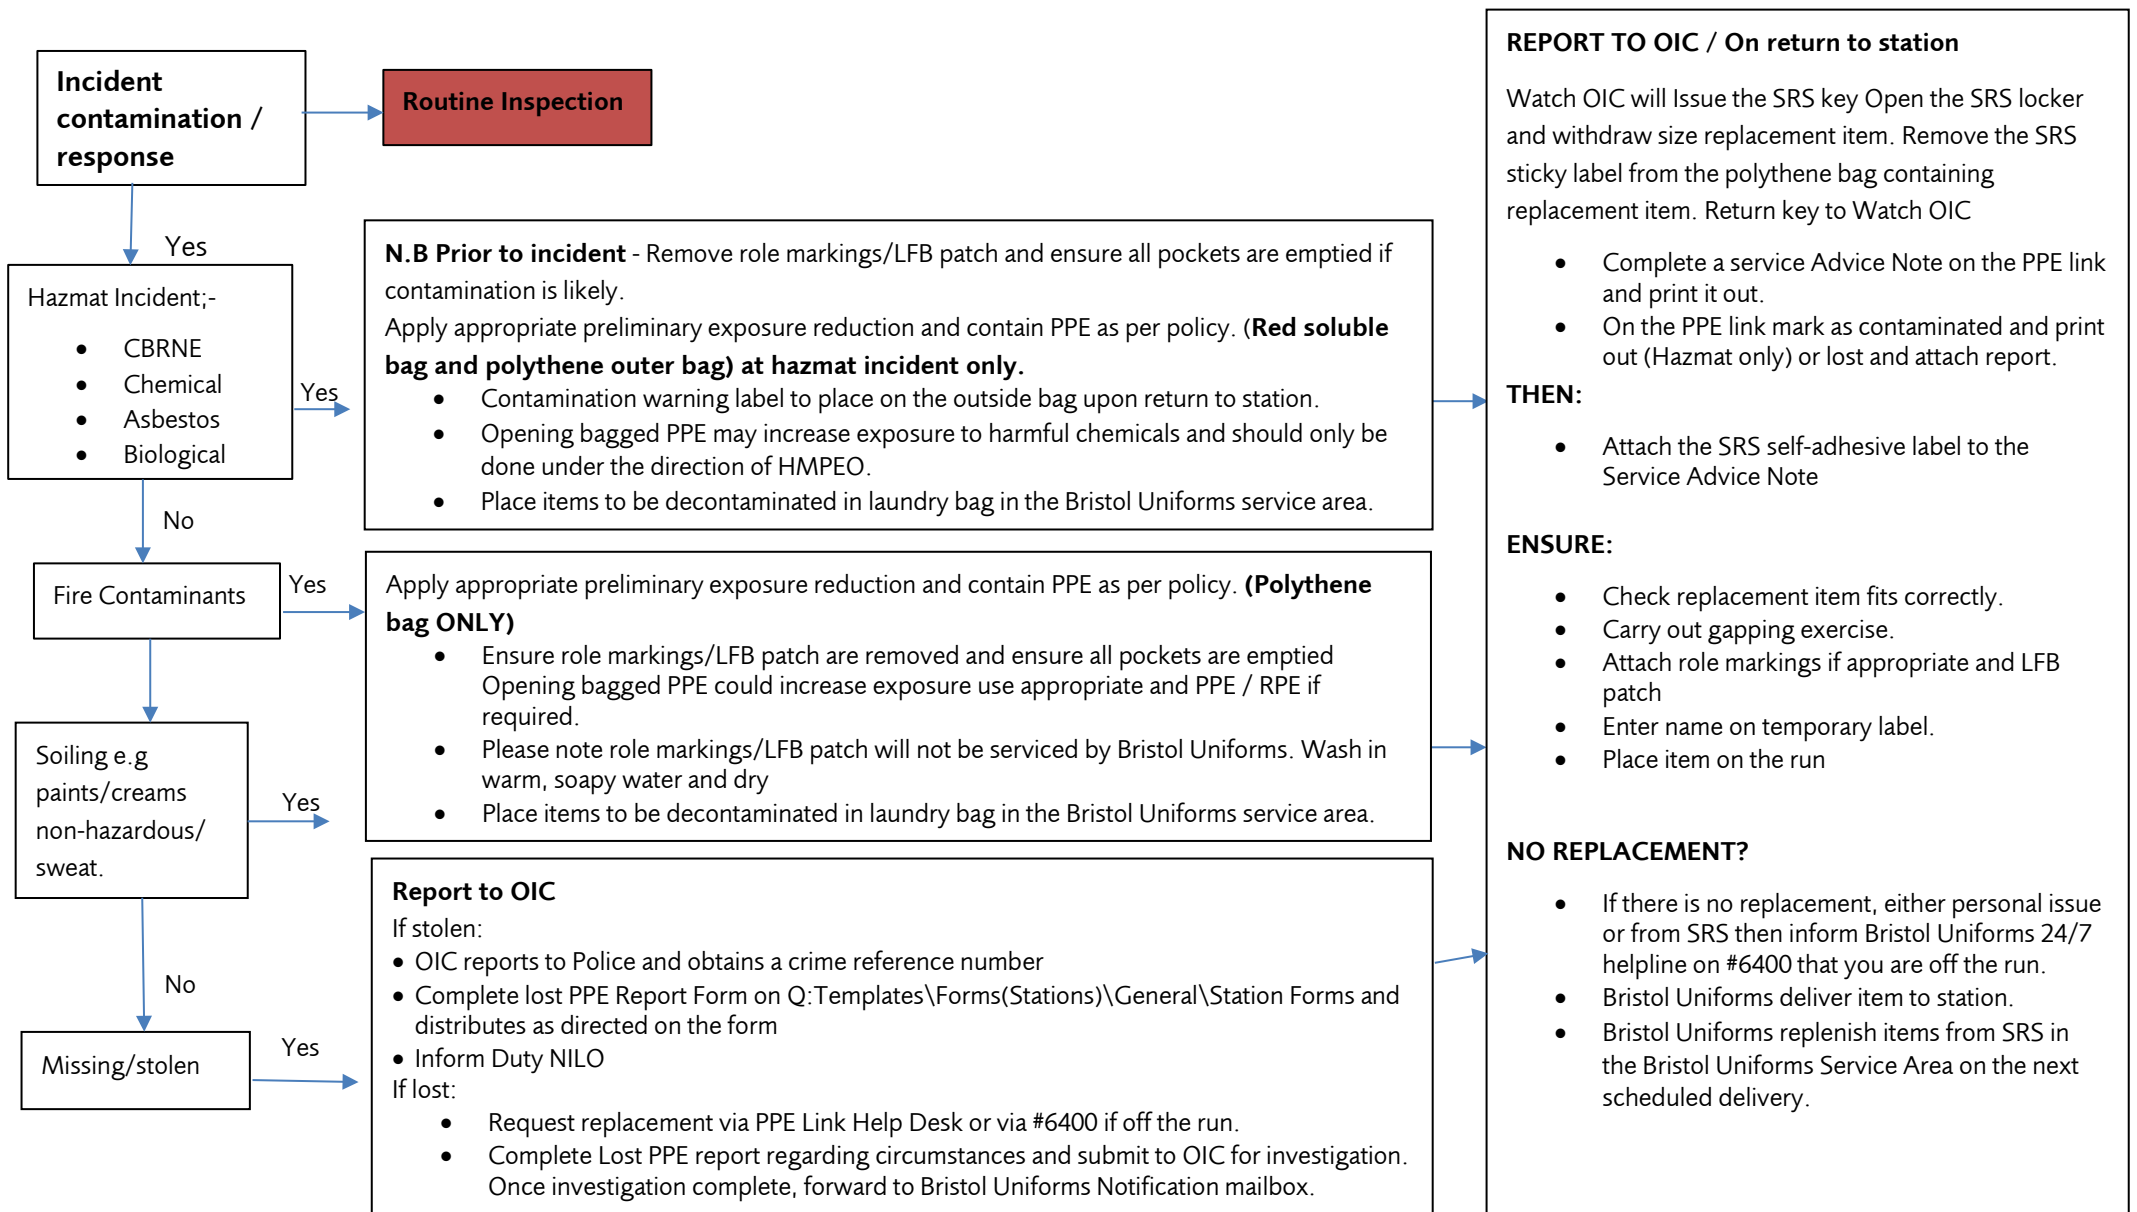 Incident
contamination /
response
Routine Inspection
Yes
Hazmat Incident;-
• CBRNE
• Chemical
• Asbestos
• Biological
Yes
No
N.B Prior to incident - Remove role markings/LFB patch and ensure all pockets are emptied if
contamination is likely.
Apply appropriate preliminary exposure reduction and contain PPE as per policy. (Red soluble
bag and polythene outer bag) at hazmat incident only.
• Contamination warning label to place on the outside bag upon return to station.
• Opening bagged PPE may increase exposure to harmful chemicals and should only be
done under the direction of HMPEO.
• Place items to be decontaminated in laundry bag in the Bristol Uniforms service area.
Fire Contaminants
Yes
Apply appropriate preliminary exposure reduction and contain PPE as per policy. (Polythene
bag ONLY)
• Ensure role markings/LFB patch are removed and ensure all pockets are emptied
Opening bagged PPE could increase exposure use appropriate and PPE / RPE if
required.
• Please note role markings/LFB patch will not be serviced by Bristol Uniforms. Wash in
warm, soapy water and dry
• Place items to be decontaminated in laundry bag in the Bristol Uniforms service area.
Soiling e.g
paints/creams
non-hazardous/
sweat.
Yes
No
Missing/stolen
Yes
Report to OIC
If stolen:
• OIC reports to Police and obtains a crime reference number
• Complete lost PPE Report Form on Q:Templates\Forms(Stations)\General\Station Forms and
distributes as directed on the form
• Inform Duty NILO
If lost:
• Request replacement via PPE Link Help Desk or via #6400 if off the run.
• Complete Lost PPE report regarding circumstances and submit to OIC for investigation.
Once investigation complete, forward to Bristol Uniforms Notification mailbox.
REPORT TO OIC / On return to station
Watch OIC will Issue the SRS key Open the SRS locker
and withdraw size replacement item. Remove the SRS
sticky label from the polythene bag containing
replacement item. Return key to Watch OIC
• Complete a service Advice Note on the PPE link
and print it out.
• On the PPE link mark as contaminated and print
out (Hazmat only) or lost and attach report.
THEN:
• Attach the SRS self-adhesive label to the
Service Advice Note
ENSURE:
• Check replacement item fits correctly.
• Carry out gapping exercise.
• Attach role markings if appropriate and LFB
patch
• Enter name on temporary label.
• Place item on the run
NO REPLACEMENT?
• If there is no replacement, either personal issue
or from SRS then inform Bristol Uniforms 24/7
helpline on #6400 that you are off the run.
• Bristol Uniforms deliver item to station.
• Bristol Uniforms replenish items from SRS in
the Bristol Uniforms Service Area on the next
scheduled delivery.